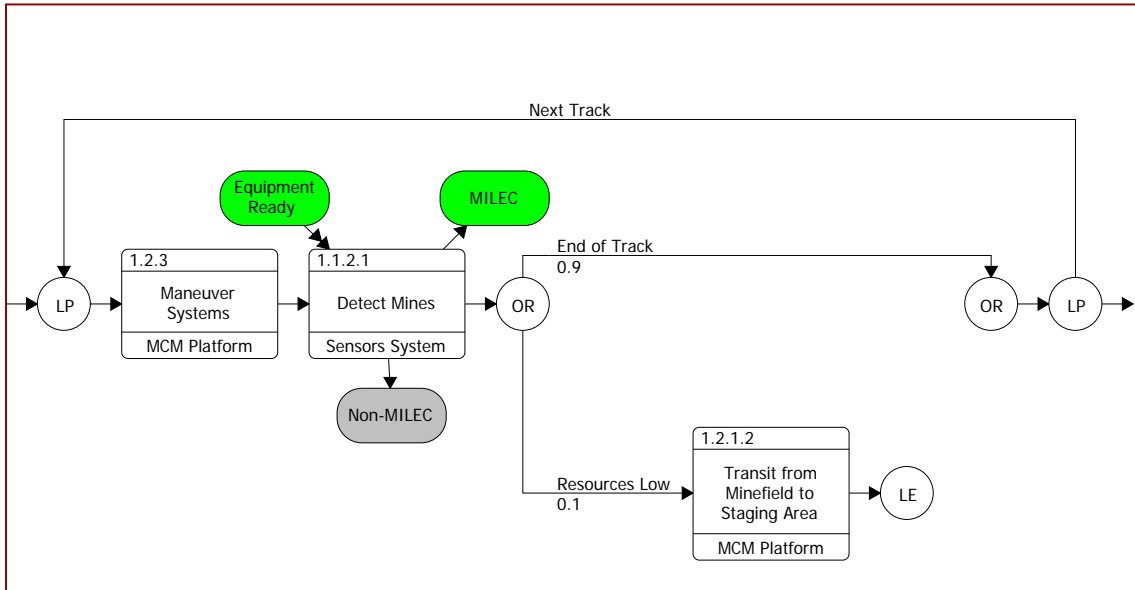 Next Track
Equipment
Ready
MILEC
1.2.3
Maneuver
Systems
MCM Platform
1.1.2.1
Detect Mines
Sensors System
End of Track
0.9
LP
OR
OR
LP
Non-MILEC
Resources Low
0.1
1.2.1.2
Transit from
Minefield to
Staging Area
MCM Platform
LE